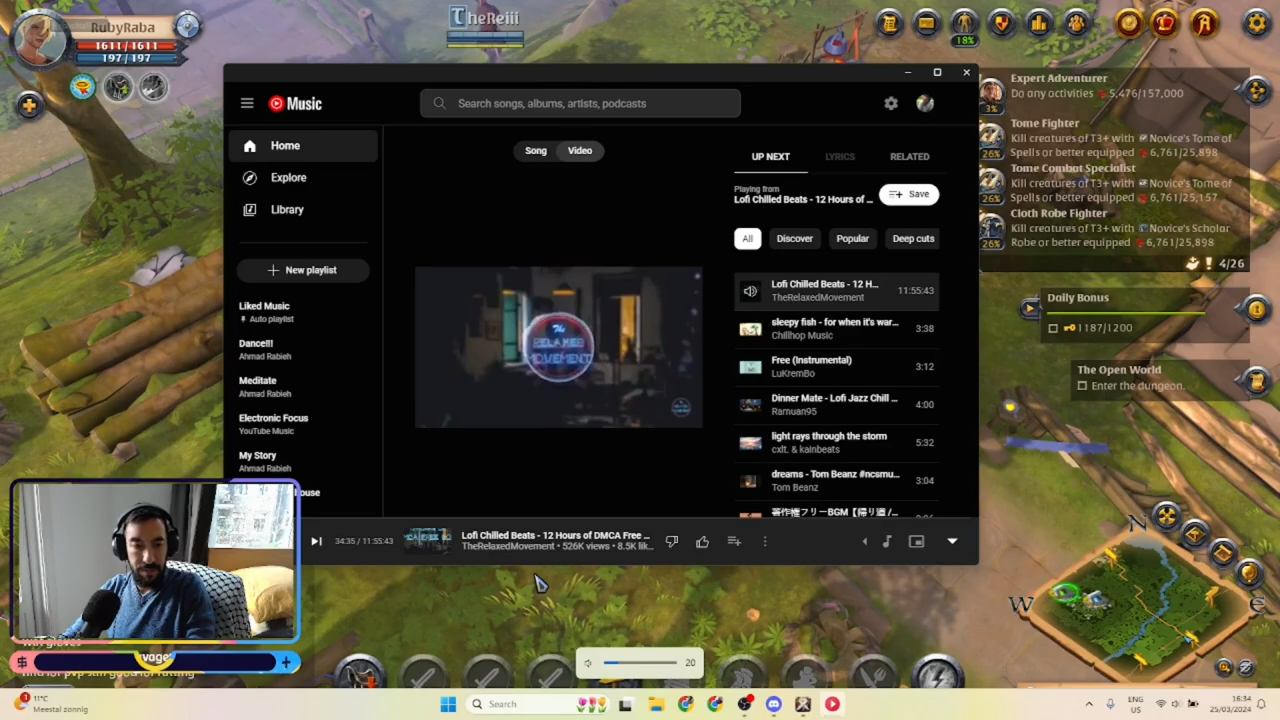 RubyRaba
1611/1611
197/197
TheReiii
18%
Music
Search songs, albums, artists, podcasts
Home
Explore
Library
New playlist
Liked Music
Auto playlist
Dance!!!
Ahmad Rabieh
Meditate
Ahmad Rabieh
Electronic Focus
YouTube Music
My Story
Ahmad Rabieh
house
Song Video
The
RELAXED
MOVEMENT
UP NEXT LYRICS RELATED
Playing from
Lofi Chilled Beats - 12 Hours of ...
Save
All Discover Popular Deep cuts
Lofi Chilled Beats - 12 H...
TheRelaxedMovement
11:55:43
sleepy fish - for when it's war...
Chillhop Music
3:38
Free (Instrumental)
LuKremBo
3:12
Dinner Mate - Lofi Jazz Chill ...
Ramuan95
4:00
light rays through the storm
cxlt. & kainbeats
5:32
dreams - Tom Beanz #ncsmu...
Tom Beanz
3:04
34:35 / 11:55:43
Lofi Chilled Beats - 12 Hours of DMCA Free ...
TheRelaxedMovement • 526K views • 8.5K lik...
Expert Adventurer
Do any activities 5,476/157,000
3%
Tome Fighter
Kill creatures of T3+ with Novice's Tome of
Spells or better equipped 6,761/25,898
26%
Tome Combat Specialist
Kill creatures of T3+ with Novice's Tome of
Spells or better equipped 6,761/25,157
26%
Cloth Robe Fighter
Kill creatures of T3+ with Novice's Scholar
Robe or better equipped 6,761/25,898
26%
4/26
Daily Bonus
1187/1200
The Open World
Enter the dungeon.
N
W
E
20
11°C
Meestal zonnig
1
Search
ENG
US
16:34
25/03/2024